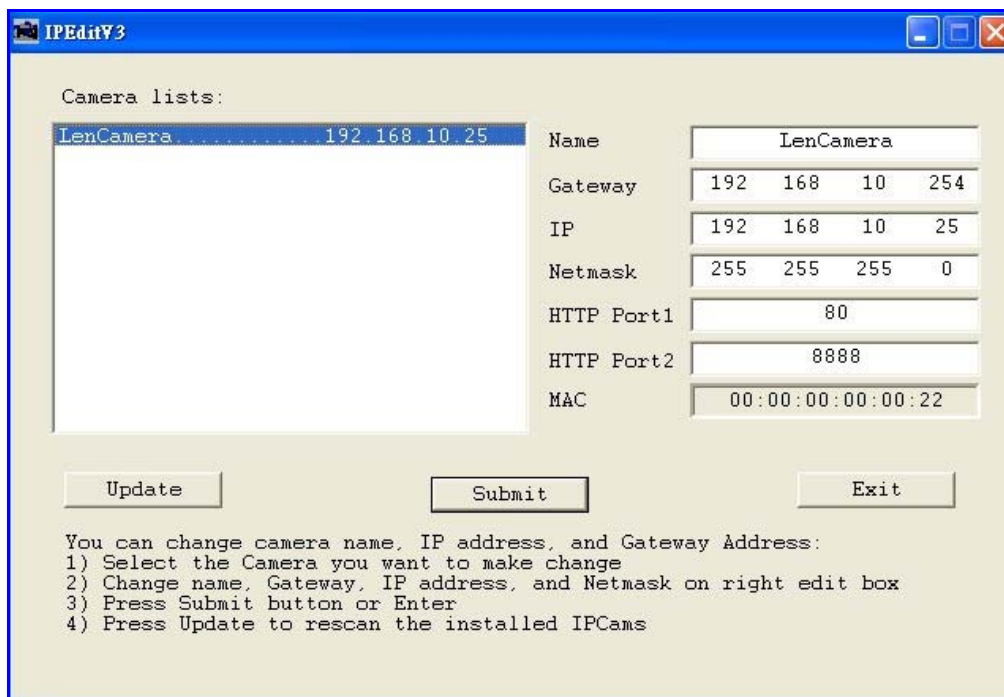 IPEditV3
Camera lists:
LenCamera............192.168.10.25
Name LenCamera
Gateway 192 168 10 254
IP 192 168 10 25
Netmask 255 255 255 0
HTTP Port1 80
HTTP Port2 8888
MAC 00:00:00:00:00:22
Update Submit Exit
You can change camera name, IP address, and Gateway Address:
1) Select the Camera you want to make change
2) Change name, Gateway, IP address, and Netmask on right edit box
3) Press Submit button or Enter
4) Press Update to rescan the installed IPCams